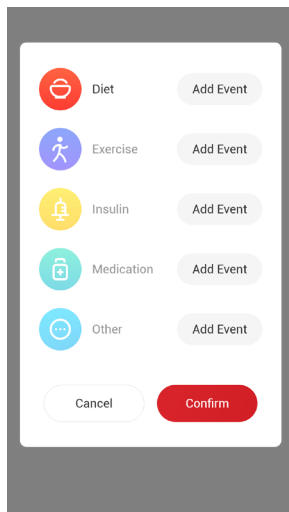 Diet Add Event
Exercise Add Event
Insulin Add Event
Medication Add Event
Other Add Event
Cancel Confirm